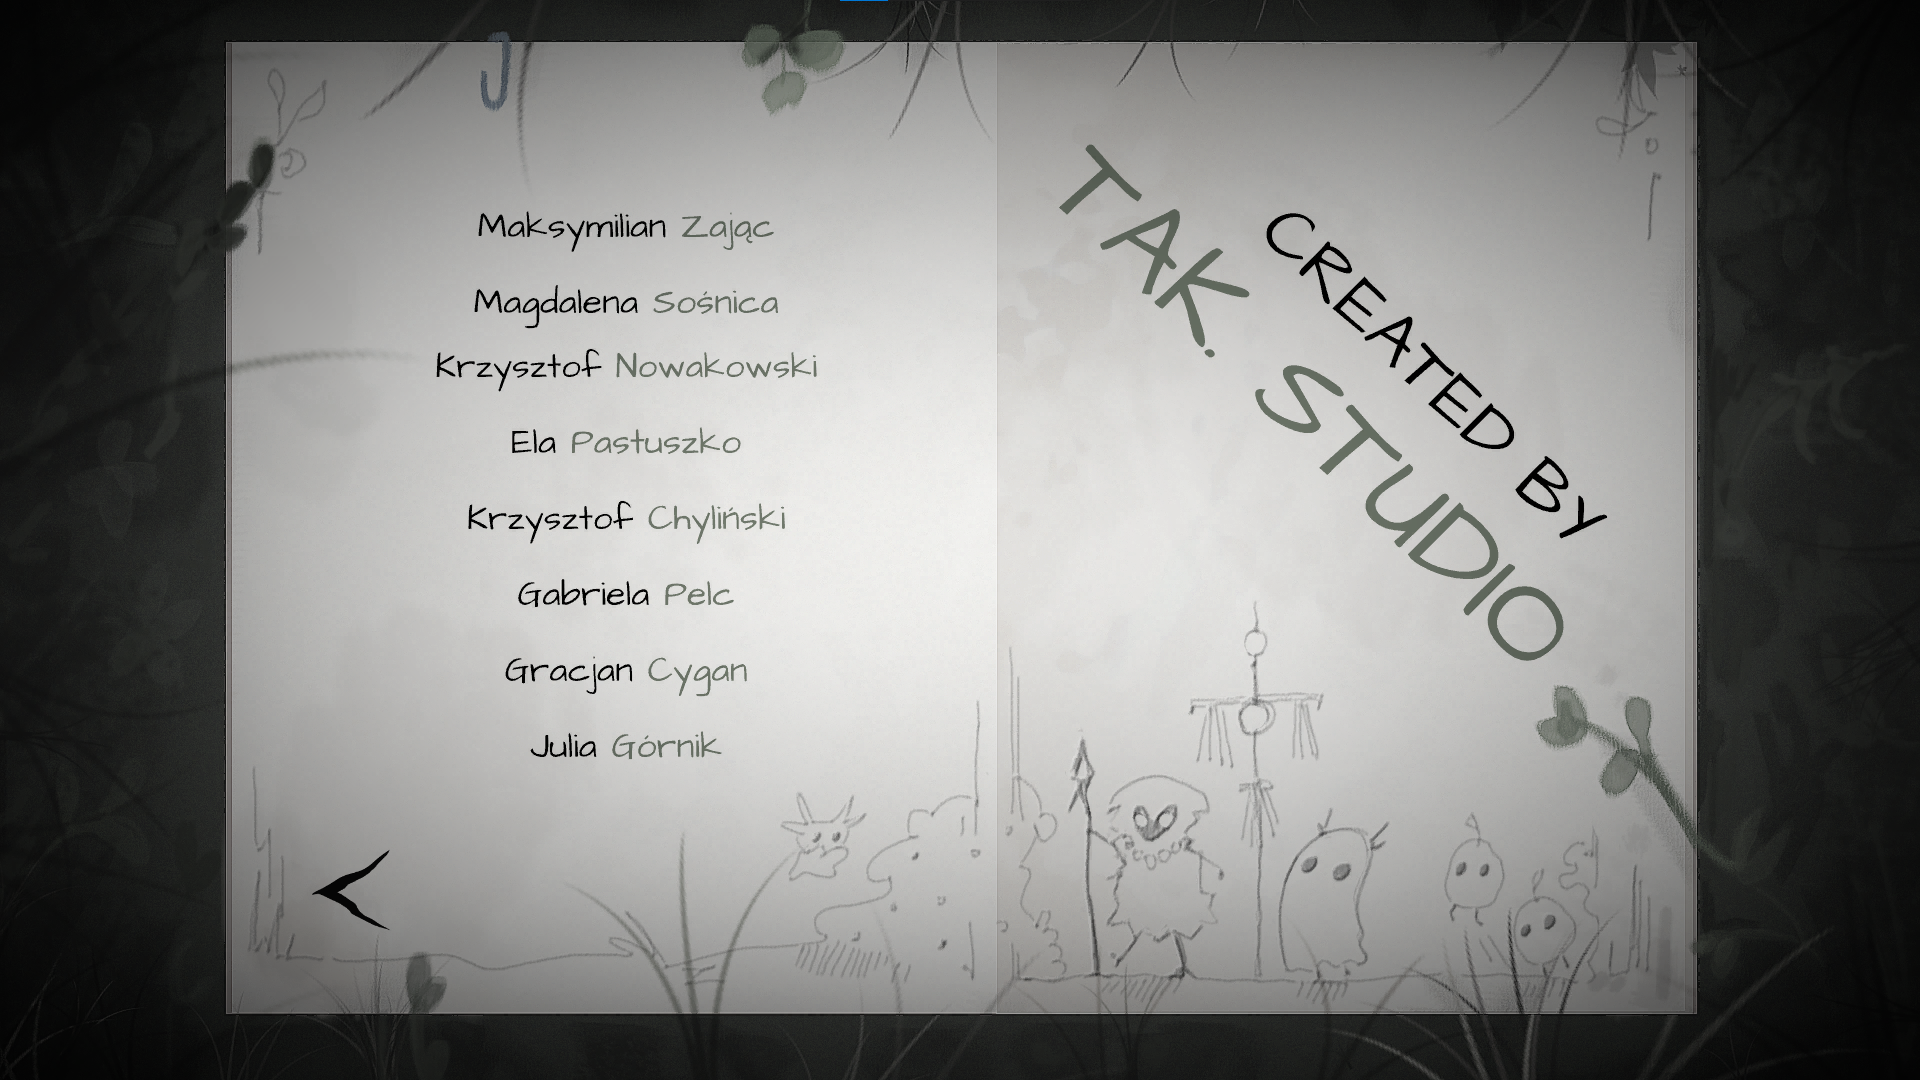 J
Maksymilian Zając
Magdalena Sośnica
Krzysztof Nowakowski
Ela Pastuszko
Krzysztof Chyliński
Gabriela Pelc
Gracjan Cygan
Julia Górnik
CREATED BY
TAK. STUDIO